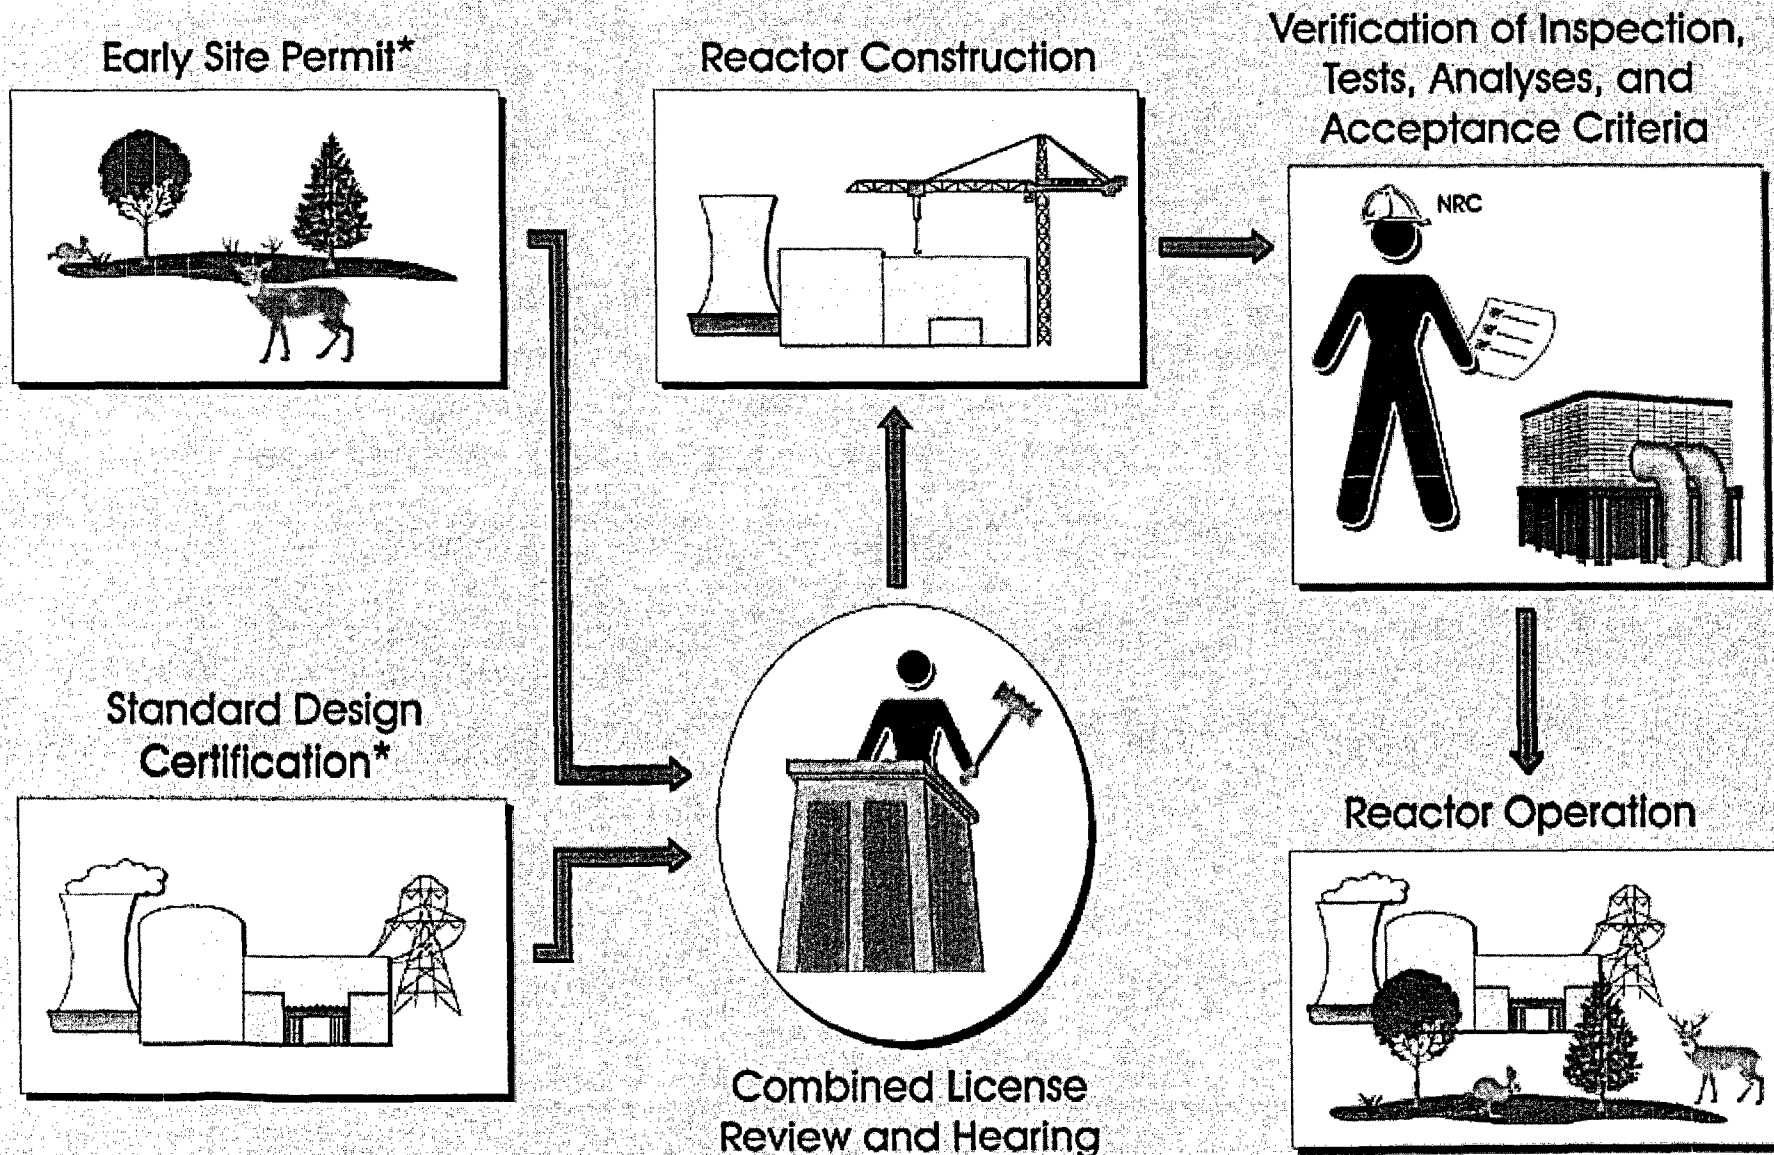 Early Site Permit*
Reactor Construction
Verification of Inspection,
Tests, Analyses, and
Acceptance Criteria
NRC
Standard Design
Certification*
Reactor Operation
Combined License
Review and Hearing